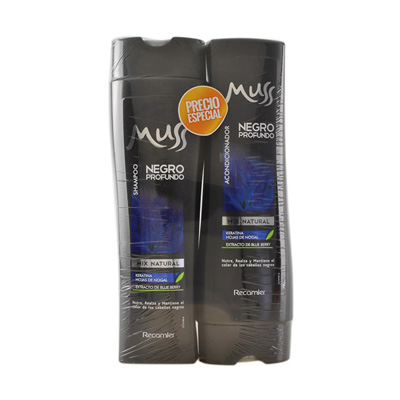 PRECIO
ESPECIAL
Muss
SHAMPOO
NEGRO
PROFUNDO
MIX NATURAL
KERATINA
HOJAS DE NOGAL
EXTRACTO DE BLUE BERRY
Nutre, Realza y Mantiene el
color de los cabellos negros
Recamier
Muss
ACONDICIONADOR
NEGRO
PROFUNDO
MIX NATURAL
KERATINA
HOJAS DE NOGAL
EXTRACTO DE BLUE BERRY
Nutre, Realza y Mantiene el
color de los cabellos negros
Recamier